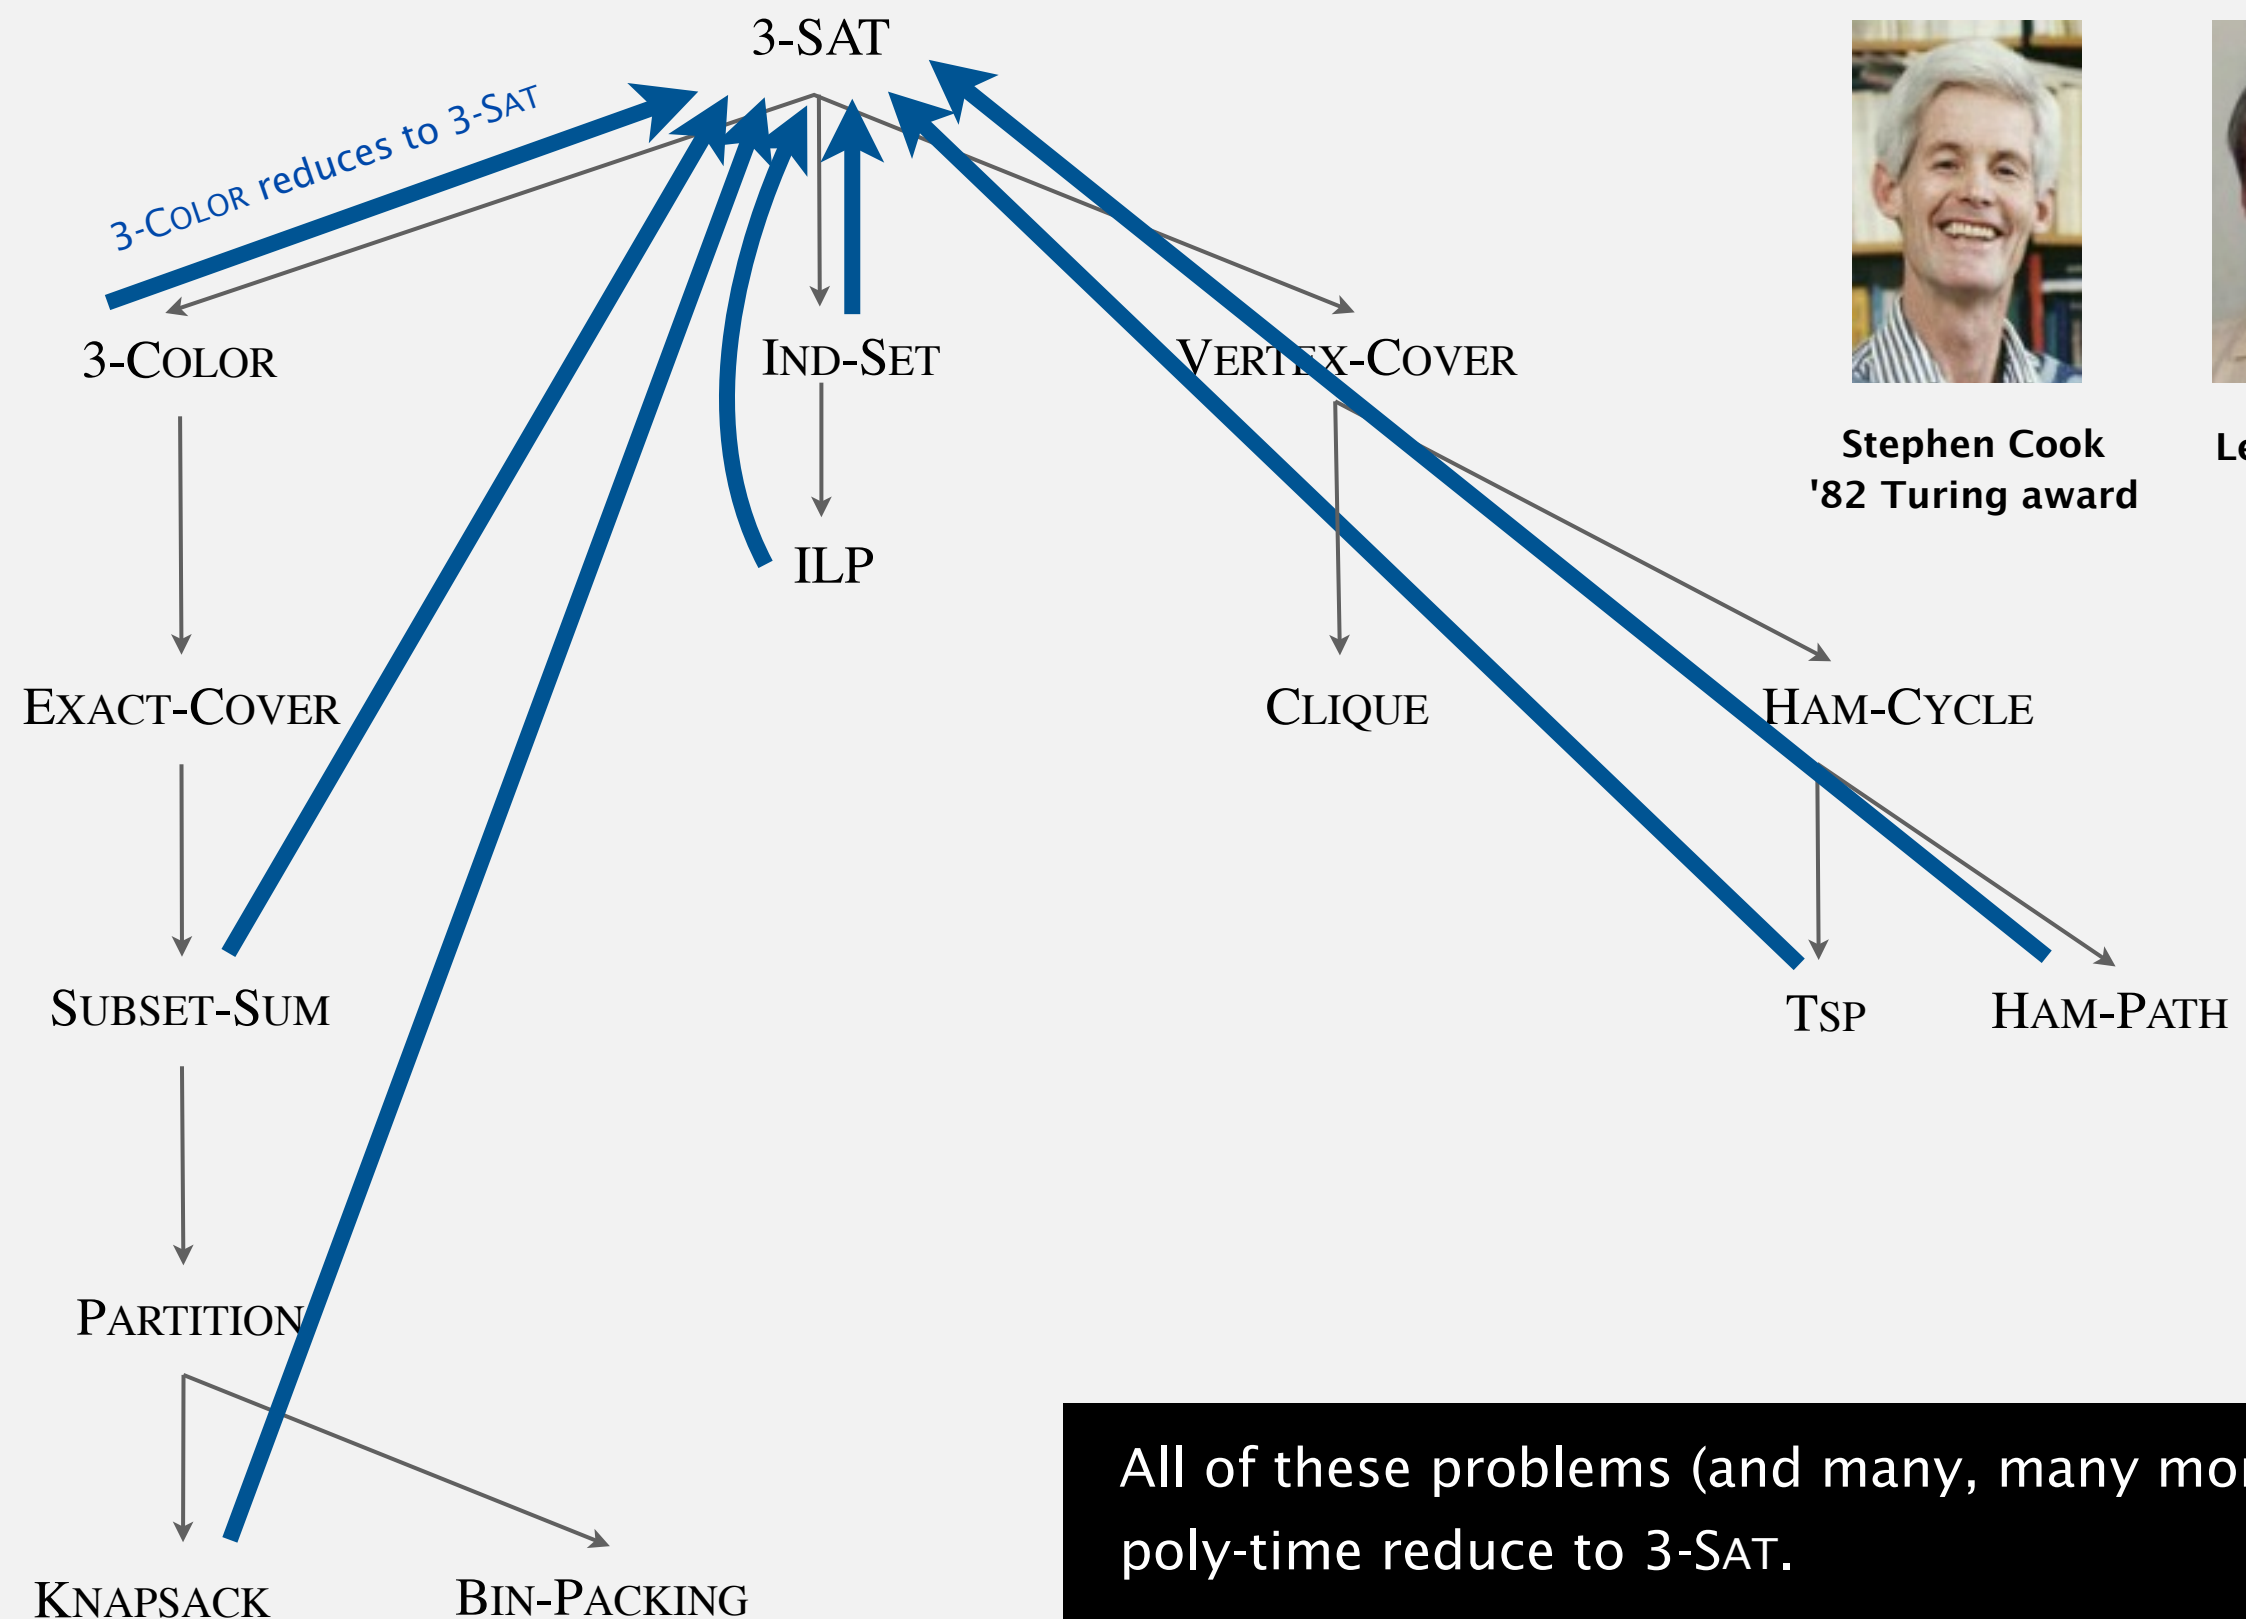 3-SAT
3-COLOR reduces to 3-SAT
3-COLOR
IND-SET
VERTEX-COVER
Stephen Cook
'82 Turing award
ILP
EXACT-COVER
CLIQUE
HAM-CYCLE
SUBSET-SUM
TSP
HAM-PATH
PARTITION
All of these problems (and many, many
poly-time reduce to 3-SAT.
KNAPSACK
BIN-PACKING